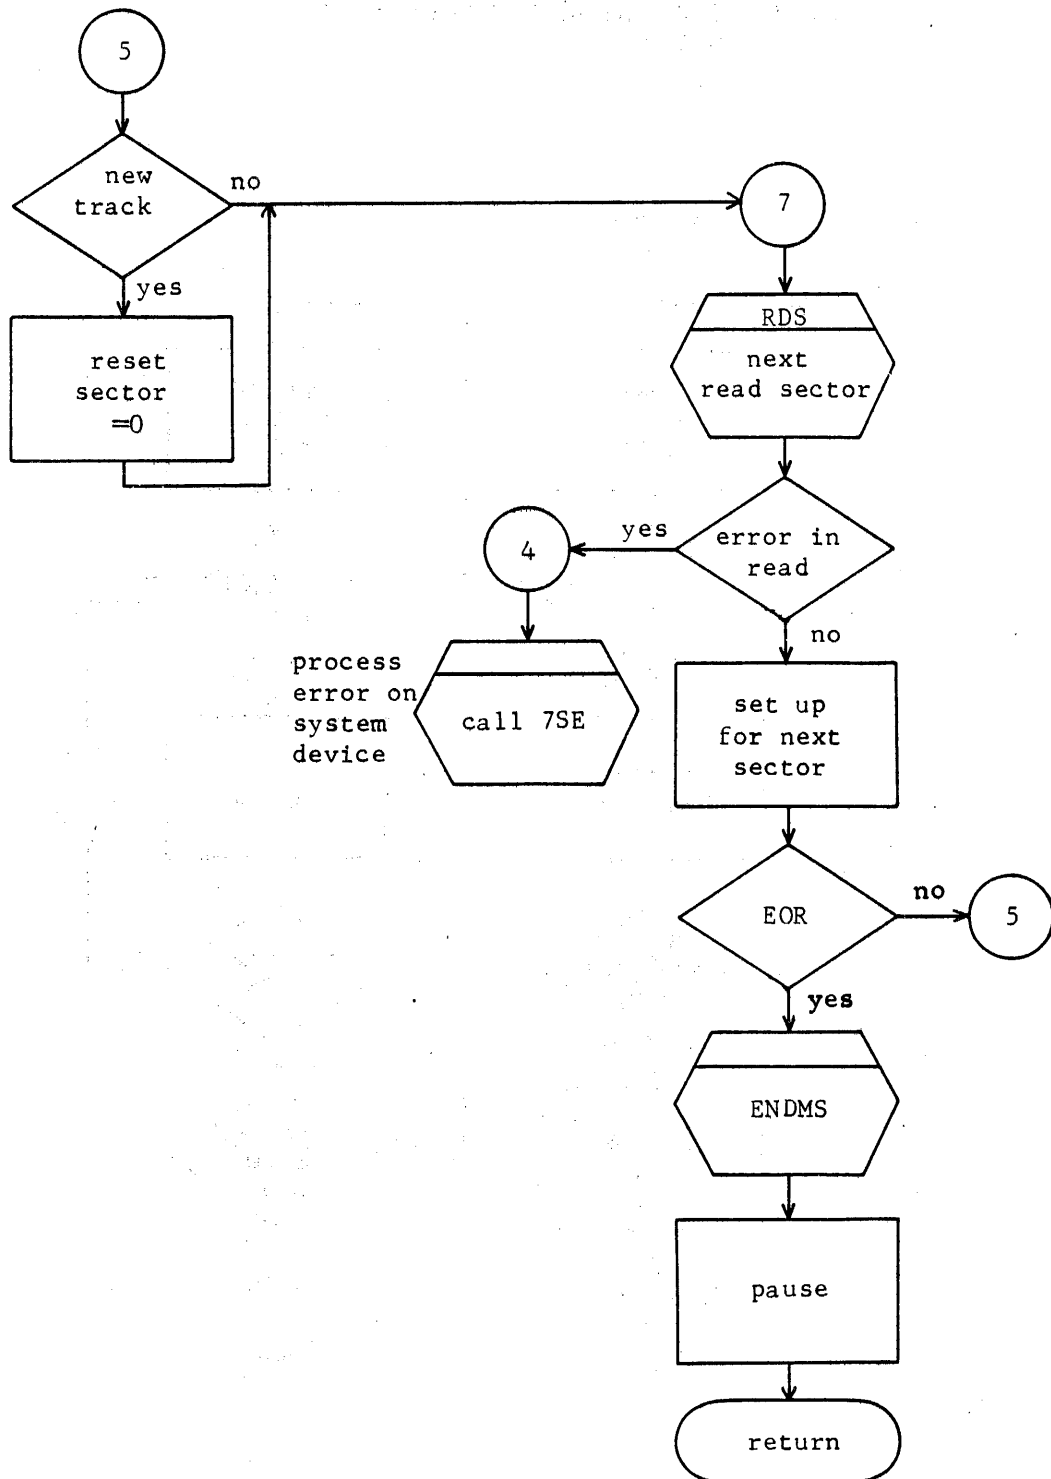 5
new
track
no
yes
reset
sector
=0
7
RDS
next
read sector
error in
read
yes
4
no
process
error on
system
device
call 7SE
set up
for next
sector
EOR
no
5
yes
ENDMS
pause
return